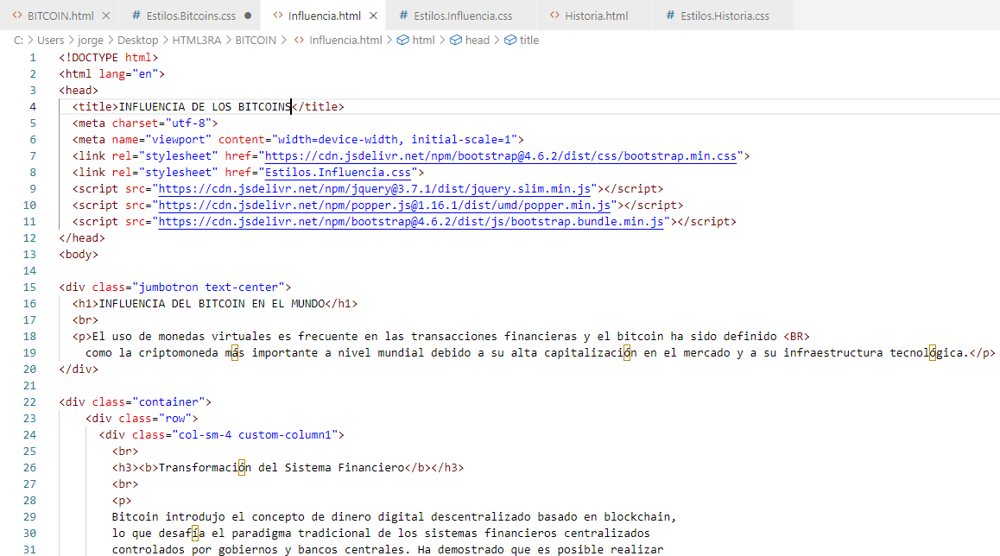 BITCOIN.html Estilos.Bitcoins.css Influencia.html Estilos.Influencia.css Historia.html Estilos.Historia.css
C: > Users > jorge > Desktop > HTML3RA > BITCOIN > Influencia.html > html > head > title
1 <!DOCTYPE html>
2 <html lang="en">
3 <head>
4 <title>INFLUENCIA DE LOS BITCOINS</title>
5 <meta charset="utf-8">
6 <meta name="viewport" content="width=device-width, initial-scale=1">
7 <link rel="stylesheet" href="https://cdn.jsdelivr.net/npm/bootstrap@4.6.2/dist/css/bootstrap.min.css">
8 <link rel="stylesheet" href="Estilos.Influencia.css">
9 <script src="https://cdn.jsdelivr.net/npm/jquery@3.7.1/dist/jquery.slim.min.js"></script>
10 <script src="https://cdn.jsdelivr.net/npm/popper.js@1.16.1/dist/umd/popper.min.js"></script>
11 <script src="https://cdn.jsdelivr.net/npm/bootstrap@4.6.2/dist/js/bootstrap.bundle.min.js"></script>
12 </head>
13 <body>
14
15 <div class="jumbotron text-center">
16 <h1>INFLUENCIA DEL BITCOIN EN EL MUNDO</h1>
17 <br>
18 <p>El uso de monedas virtuales es frecuente en las transacciones financieras y el bitcoin ha sido definido <BR>
19 como la criptomoneda más importante a nivel mundial debido a su alta capitalización en el mercado y a su infraestructura tecnológica.</p>
20 </div>
21
22 <div class="container">
23 <div class="row">
24 <div class="col-sm-4 custom-column1">
25 <br>
26 <h3><b>Transformación del Sistema Financiero</b></h3>
27 <br>
28 <p>
29 Bitcoin introdujo el concepto de dinero digital descentralizado basado en blockchain,
30 lo que desafía el paradigma tradicional de los sistemas financieros centralizados
31 controlados por gobiernos y bancos centrales. Ha demostrado que es posible realizar